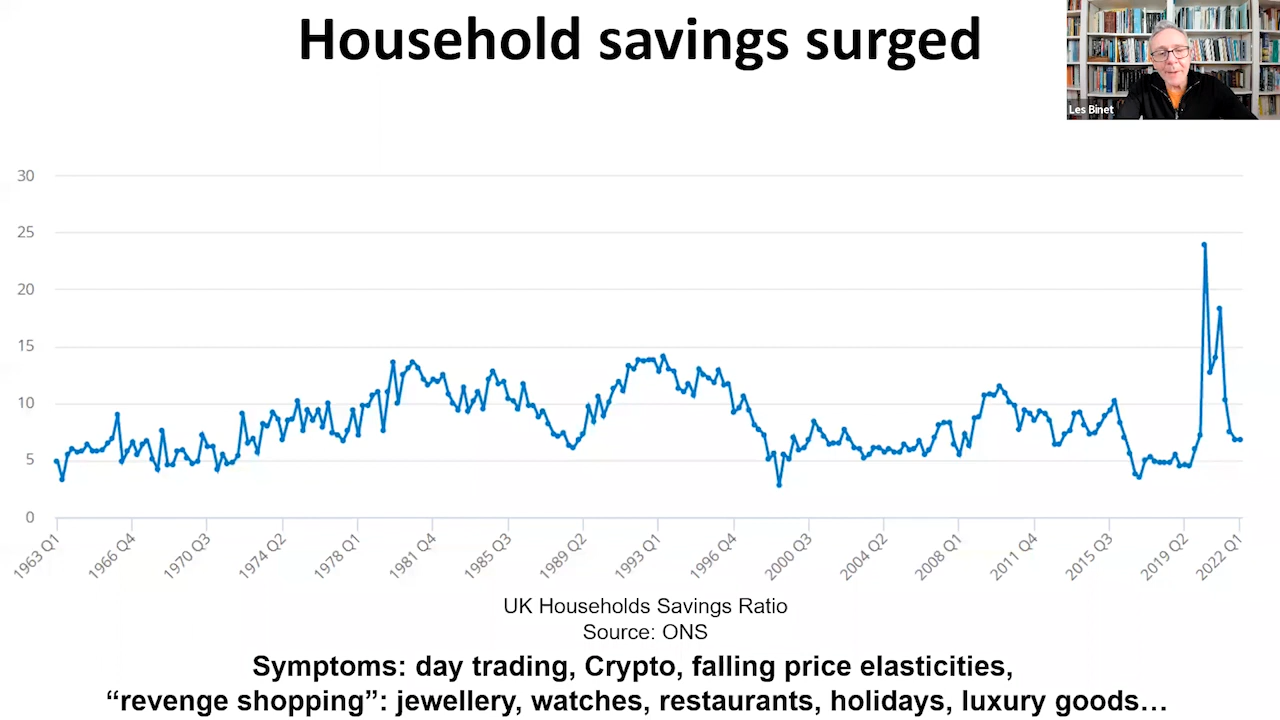 Household savings surged
Les Binet
30
25
20
15
10
5
0
1963 Q1
1966 Q4
1970 Q3
1974 Q2
1978 Q1
1981 Q4
1985 Q3
1989 Q2
1993 Q1
1996 Q4
2000 Q3
2004 Q2
2008 Q1
2011 Q4
2015 Q3
2019 Q2
2022 Q1
UK Households Savings Ratio
Source: ONS
Symptoms: day trading, Crypto, falling price elasticities,
“revenge shopping”: jewellery, watches, restaurants, holidays, luxury goods…